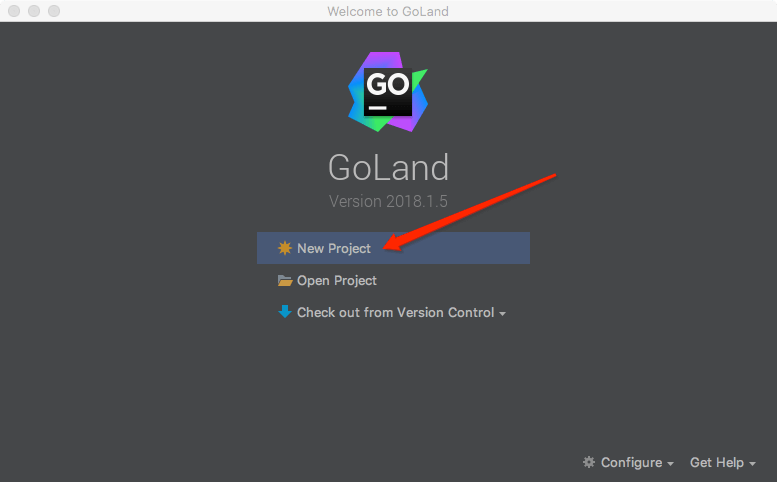 Welcome to GoLand
GO
GoLand
Version 2018.1.5
New Project
Open Project
Check out from Version Control
Configure
Get Help